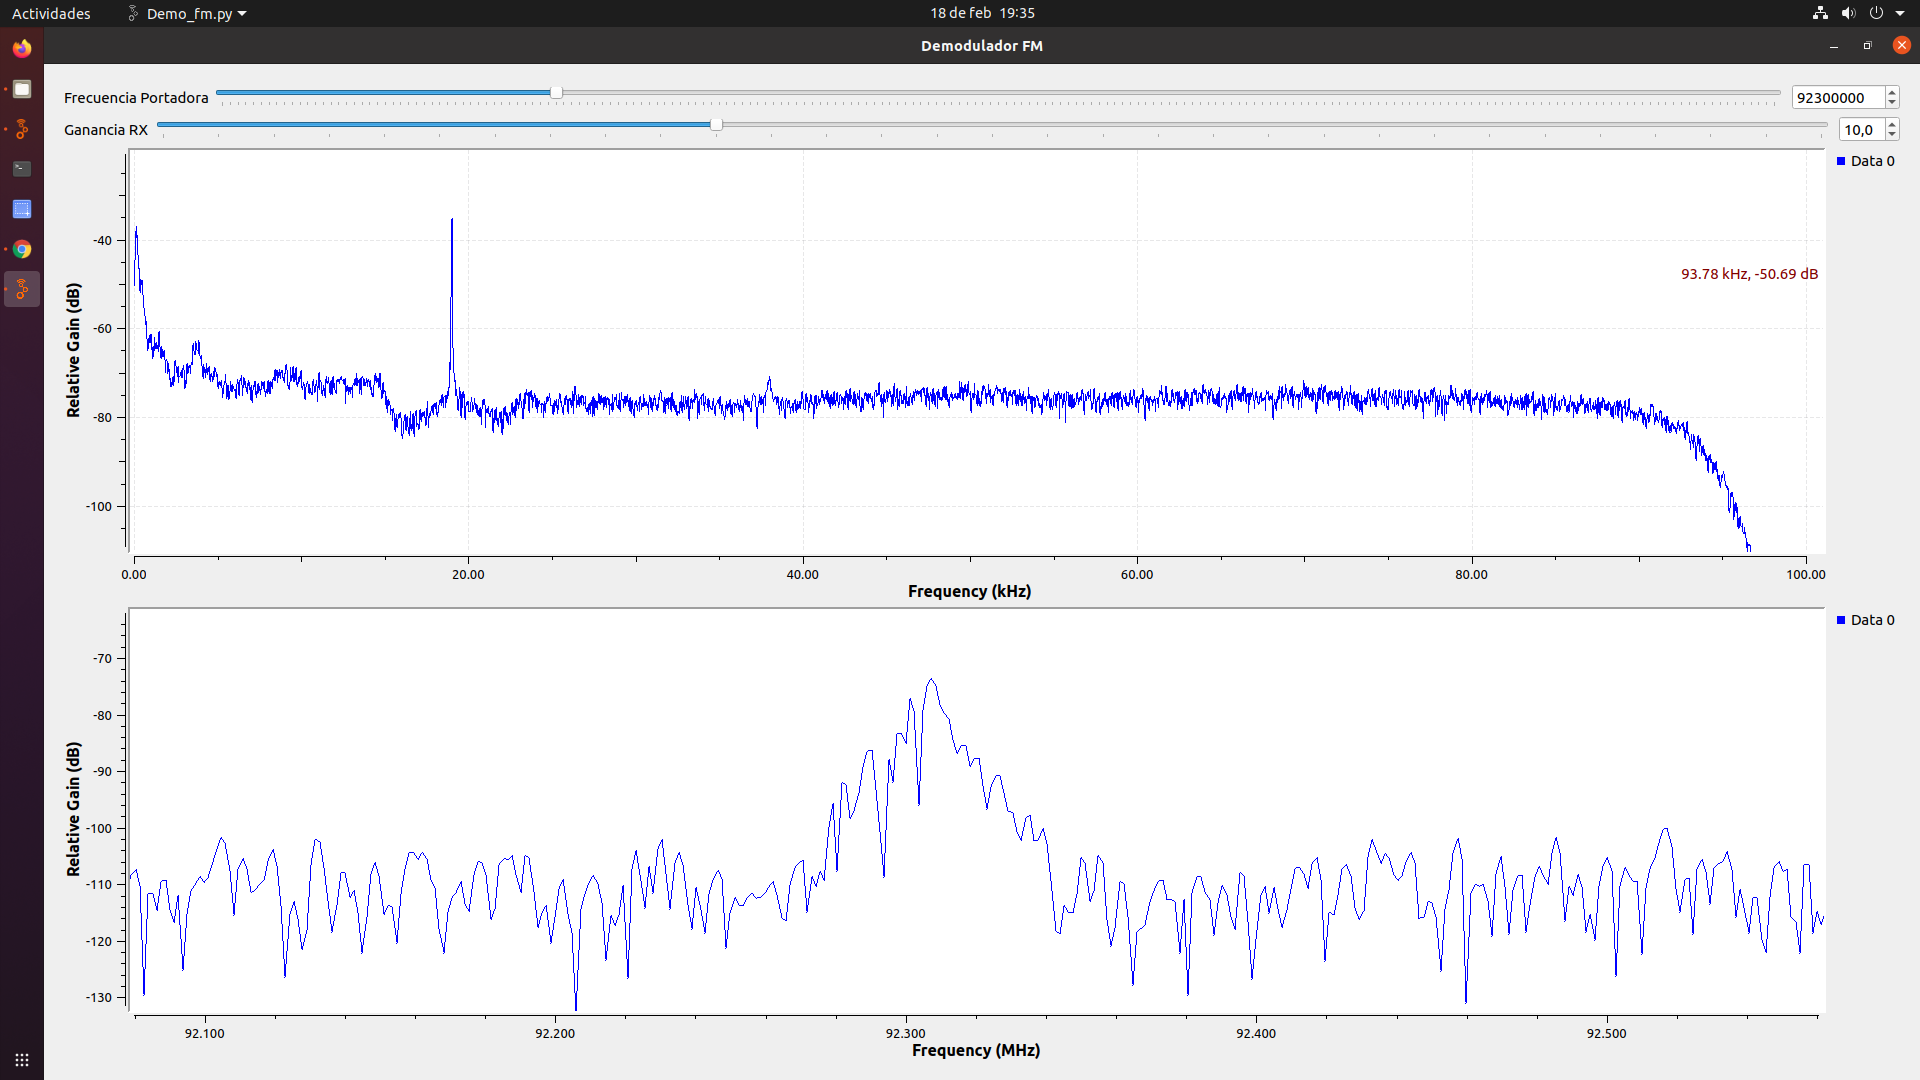 Actividades Demo_fm.py 18 de feb 19:35
Demodulador FM
Frecuencia Portadora 92300000
Ganancia RX 10,0
Data 0
-40
93.78 kHz, -50.69 dB
-60
-80
-100
Relative Gain (dB)
0.00 20.00 40.00 60.00 80.00 100.00
Frequency (kHz)
Data 0
-70
-80
-90
-100
-110
-120
-130
Relative Gain (dB)
92.100 92.200 92.300 92.400 92.500
Frequency (MHz)